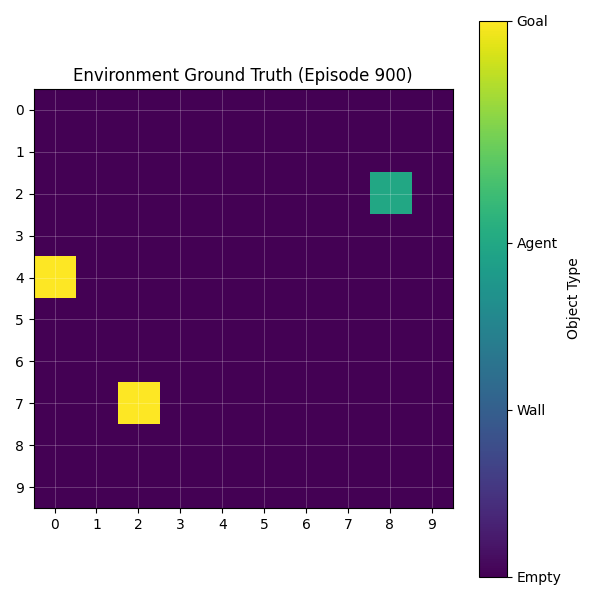 Environment Ground Truth (Episode 900)
0
1
2
3
4
5
6
7
8
9
0 1 2 3 4 5 6 7 8 9
Goal
Agent
Wall
Empty
Object Type